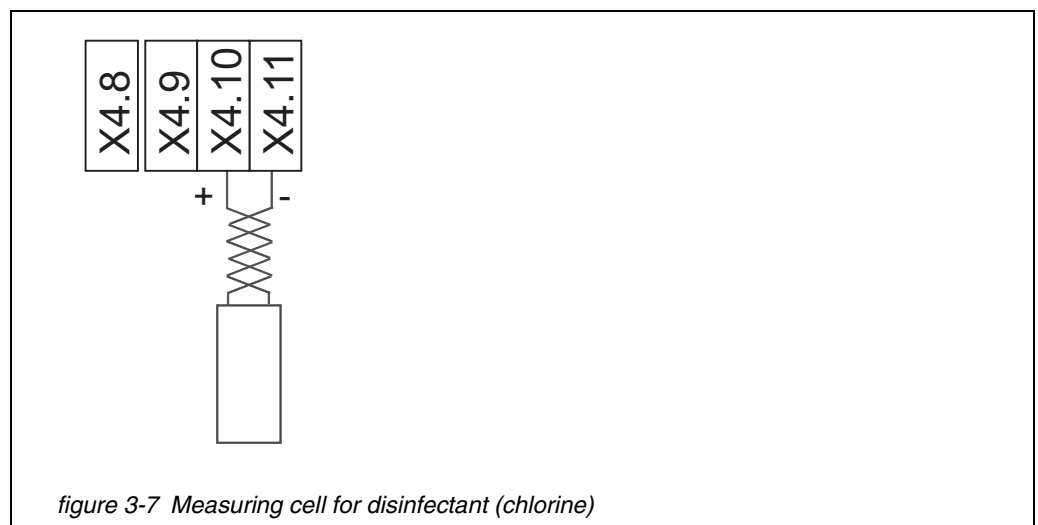 X4.8 X4.9 X4.10 X4.11
+ -
figure 3-7 Measuring cell for disinfectant (chlorine)